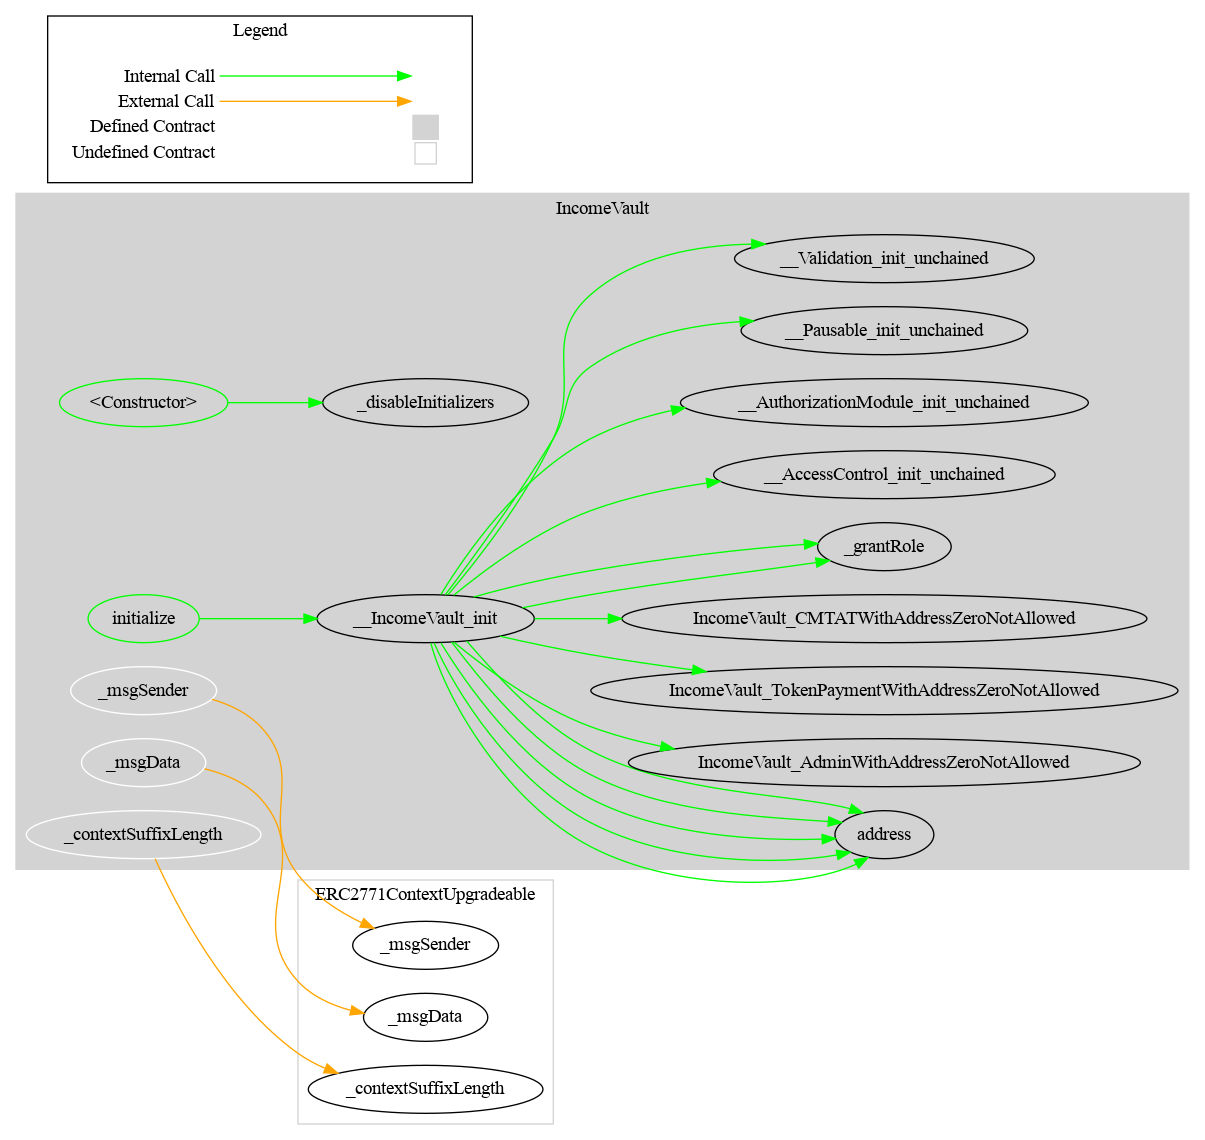 Legend
Internal Call
External Call
Defined Contract
Undefined Contract
IncomeVault
__Validation_init_unchained
__Pausable_init_unchained
<Constructor>
_disableInitializers
__AuthorizationModule_init_unchained
__AccessControl_init_unchained
_grantRole
initialize
__IncomeVault_init
IncomeVault_CMTATWithAddressZeroNotAllowed
_msgSender
IncomeVault_TokenPaymentWithAddressZeroNotAllowed
_msgData
IncomeVault_AdminWithAddressZeroNotAllowed
_contextSuffixLength
address
ERC2771ContextUpgradeable
_msgSender
_msgData
_contextSuffixLength